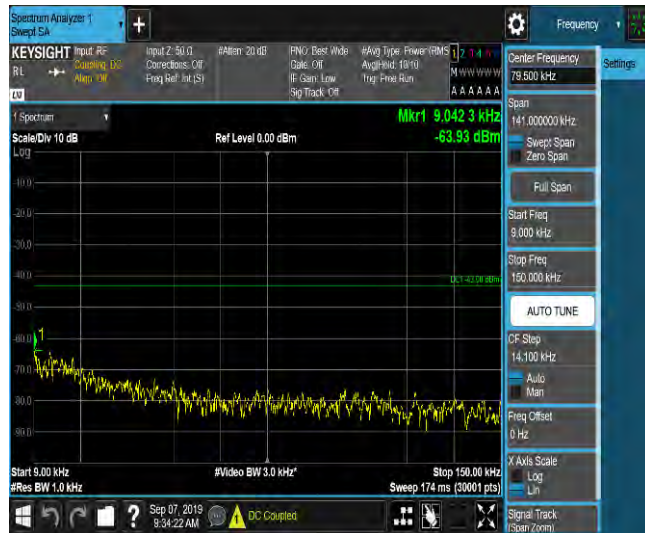 Spectrum Analyzer 1
Swept SA
+
Frequency
KEYSIGHT Input: RF
RL
Coupling: DC
Align: Off
LXI
Input Z: 50 Ω
Corrections: Off
Freq Ref: Int (S)
#Atten: 20 dB
PNO: Best Wide
Gate: Off
IF Gain: Low
Sig Track: Off
#Avg Type: Power (RMS
Avg|Hold: 10/10
Trig: Free Run
M W W W W W
A A A A A A
Settings
1 Spectrum
Scale/Div 10 dB
Log
Ref Level 0.00 dBm
Mkr1 9.042 3 kHz
-63.93 dBm
-10.0
-20.0
-30.0
-40.0
-50.0
-60.0
-70.0
-80.0
-90.0
1
Start 9.00 kHz
#Res BW 1.0 kHz
#Video BW 3.0 kHz*
Stop 150.00 kHz
Sweep 174 ms (30001 pts)
Center Frequency
79.500 kHz
Span
141.000000 kHz
Swept Span
Zero Span
Full Span
Start Freq
9.000 kHz
Stop Freq
150.000 kHz
AUTO TUNE
CF Step
14.100 kHz
Auto
Man
Freq Offset
0 Hz
X Axis Scale
Log
Lin
Signal Track
(Span Zoom)
?
Sep 07, 2019
9:34:22 AM
DC Coupled